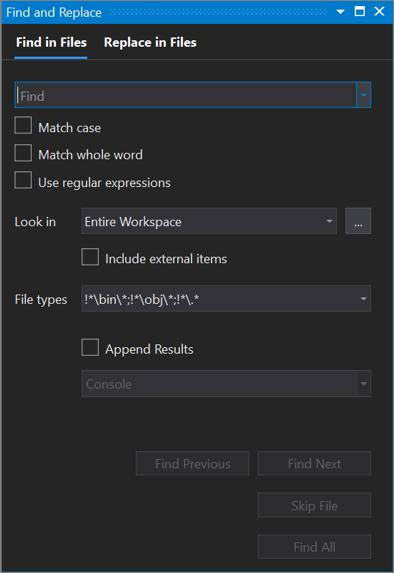 Find and Replace
Find in Files Replace in Files
Find
Match case
Match whole word
Use regular expressions
Look in Entire Workspace ...
Include external items
File types !*\bin\*;!*\obj\*;!*\.*
Append Results
Console
Find Previous Find Next
Skip File
Find All